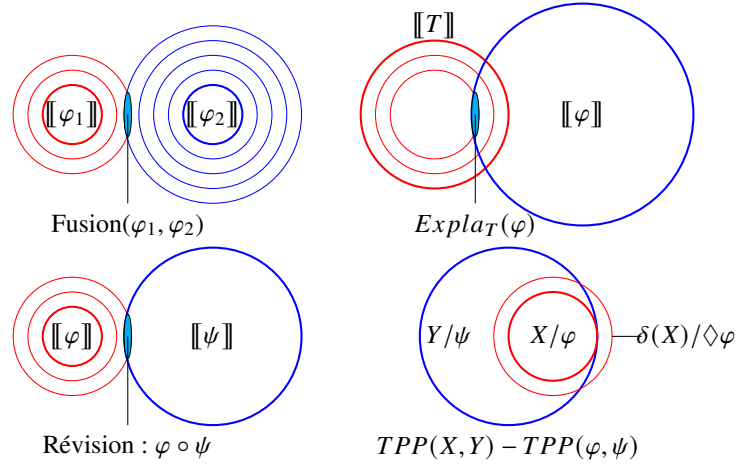 ⟦T⟧
⟦φ₁⟧ ⟦φ₂⟧ ⟦φ⟧
Fusion(φ₁, φ₂) Expla_T(φ)
⟦φ⟧ ⟦ψ⟧ Y/ψ X/φ δ(X)/◇φ
Révision : φ ∘ ψ TPP(X, Y) − TPP(φ, ψ)